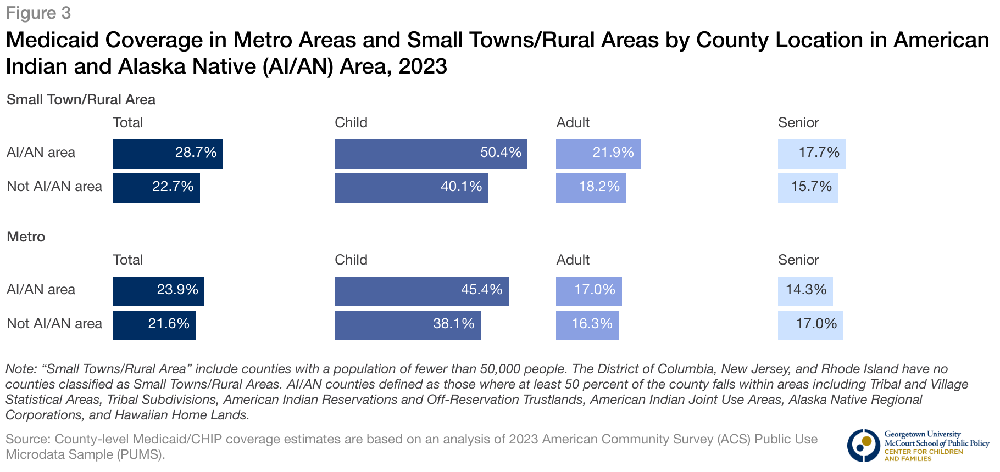 Figure 3
Medicaid Coverage in Metro Areas and Small Towns/Rural Areas by County Location in American
Indian and Alaska Native (AI/AN) Area, 2023
Small Town/Rural Area
Total Child Adult Senior
AI/AN area 28.7% 50.4% 21.9% 17.7%
Not AI/AN area 22.7% 40.1% 18.2% 15.7%
Metro
Total Child Adult Senior
AI/AN area 23.9% 45.4% 17.0% 14.3%
Not AI/AN area 21.6% 38.1% 16.3% 17.0%
Note: “Small Towns/Rural Area” include counties with a population of fewer than 50,000 people. The District of Columbia, New Jersey, and Rhode Island have no
counties classified as Small Towns/Rural Areas. AI/AN counties defined as those where at least 50 percent of the county falls within areas including Tribal and Village
Statistical Areas, Tribal Subdivisions, American Indian Reservations and Off-Reservation Trustlands, American Indian Joint Use Areas, Alaska Native Regional
Corporations, and Hawaiian Home Lands.
Source: County-level Medicaid/CHIP coverage estimates are based on an analysis of 2023 American Community Survey (ACS) Public Use
Microdata Sample (PUMS).
Georgetown University
McCourt School of Public Policy
CENTER FOR CHILDREN
AND FAMILIES